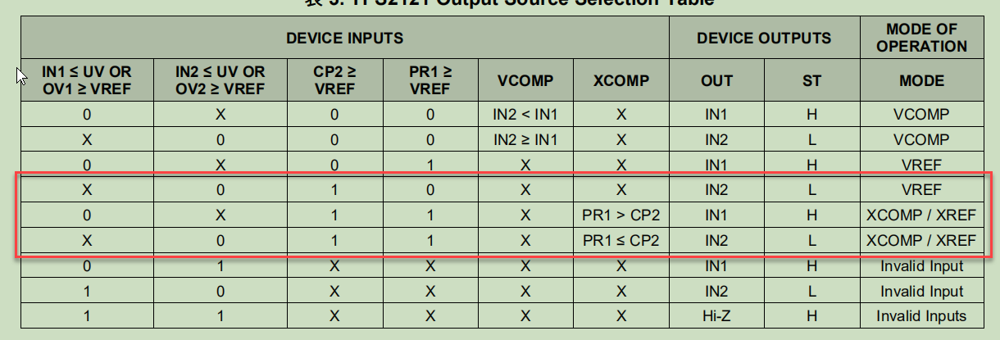 表 3. TPS2121 Output Source Selection Table
DEVICE INPUTS DEVICE OUTPUTS MODE OF OPERATION
IN1 ≤ UV OR OV1 ≥ VREF IN2 ≤ UV OR OV2 ≥ VREF CP2 ≥ VREF PR1 ≥ VREF VCOMP XCOMP OUT ST MODE
0 X 0 0 IN2 < IN1 X IN1 H VCOMP
X 0 0 0 IN2 ≥ IN1 X IN2 L VCOMP
0 X 0 1 X X IN1 H VREF
X 0 1 0 X X IN2 L VREF
0 X 1 1 X PR1 > CP2 IN1 H XCOMP / XREF
X 0 1 1 X PR1 ≤ CP2 IN2 L XCOMP / XREF
0 1 X X X X IN1 H Invalid Input
1 0 X X X X IN2 L Invalid Input
1 1 X X X X Hi-Z H Invalid Inputs